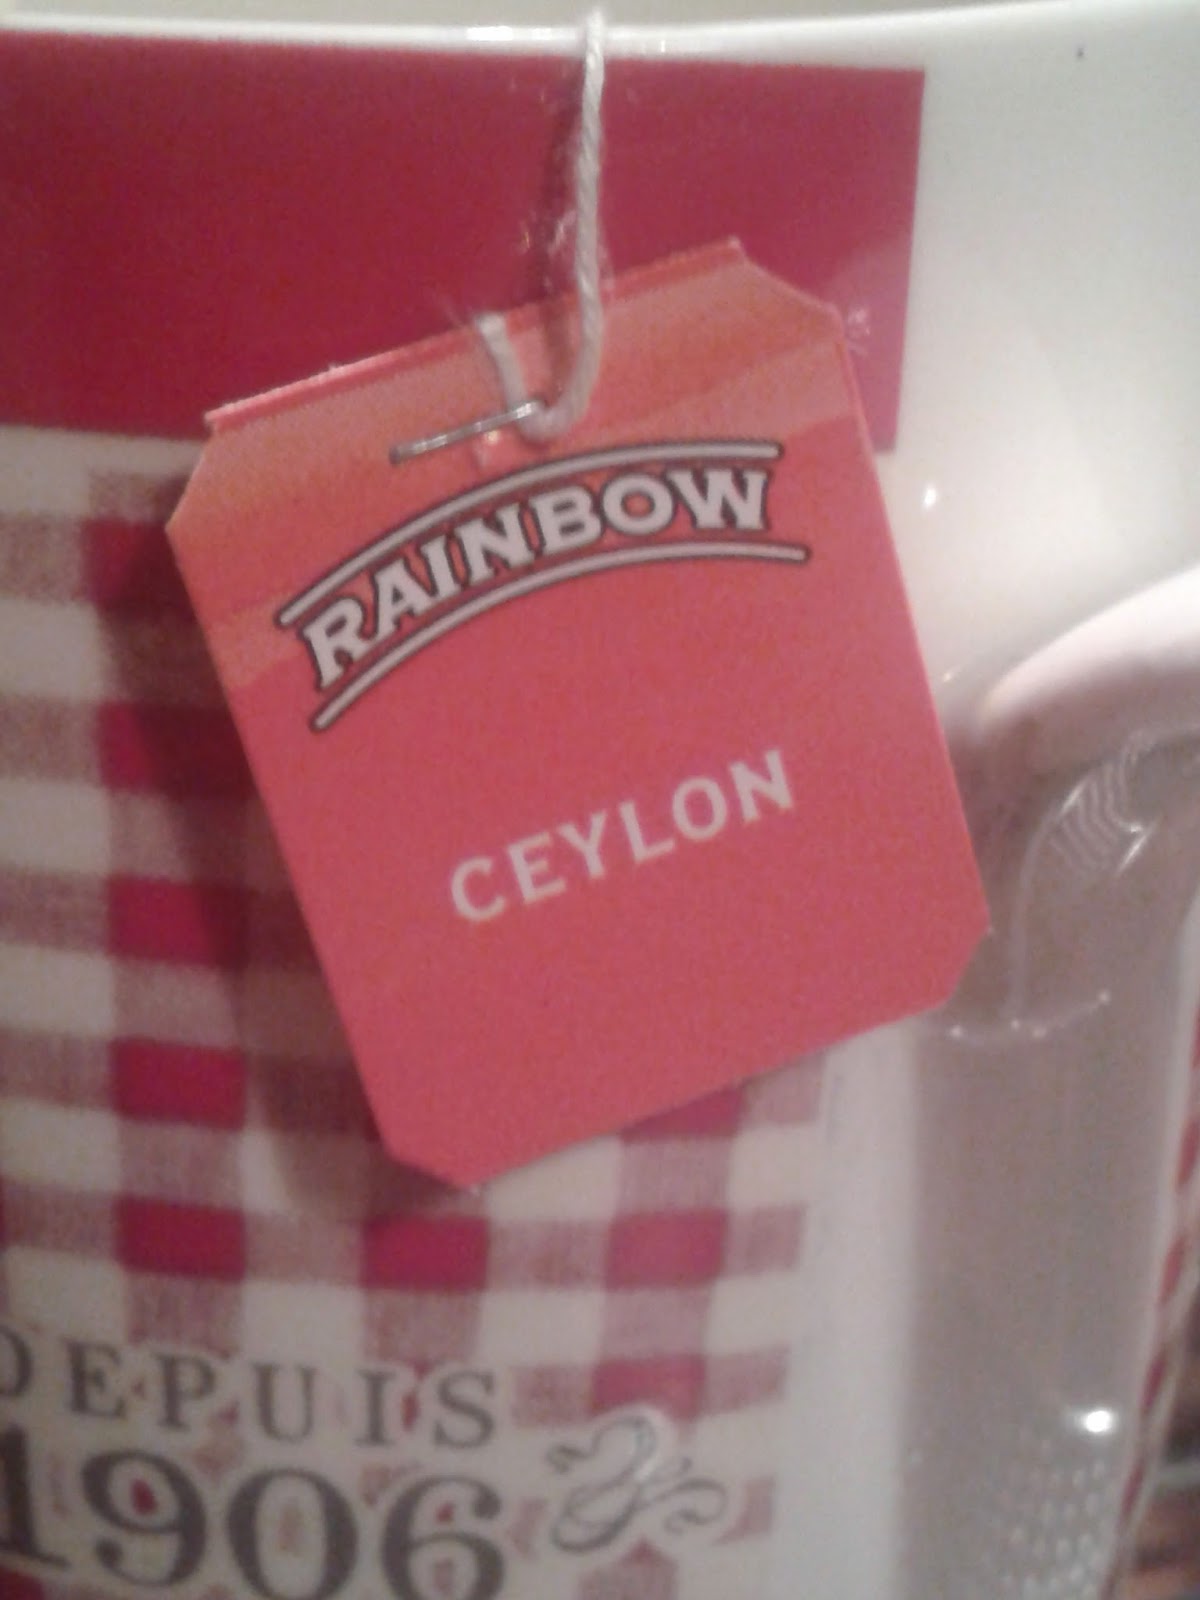 RAINBOW
CEYLON
DEPUIS
1906